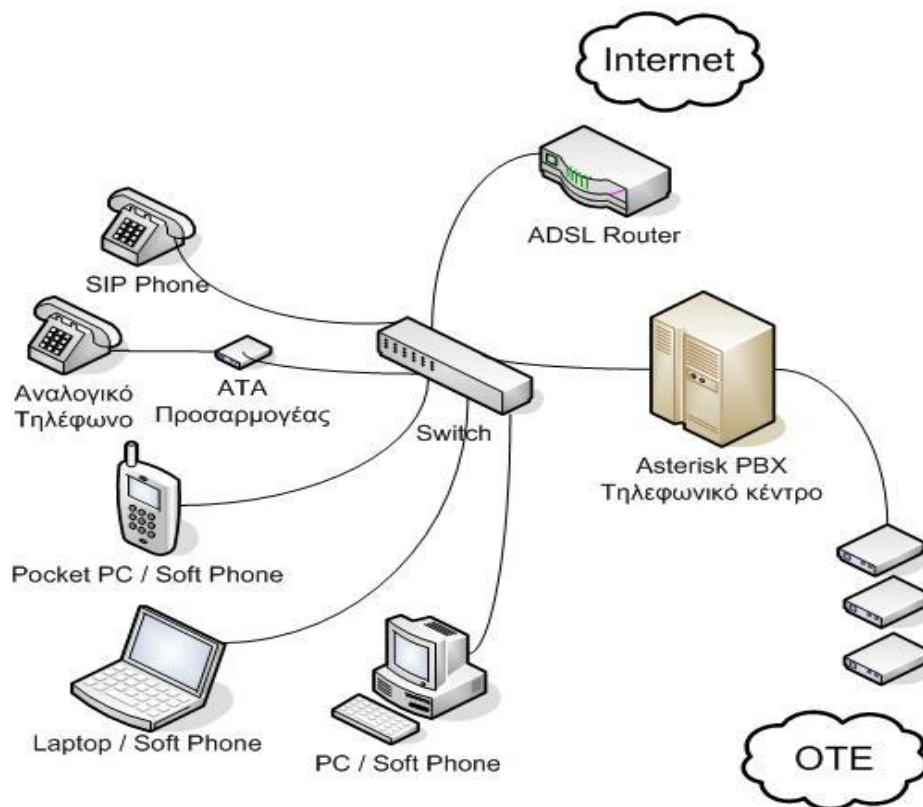 Internet
ADSL Router
SIP Phone
Αναλογικό
Τηλέφωνο
ATA
Προσαρμογέας
Switch
Asterisk PBX
Τηλεφωνικό κέντρο
Pocket PC / Soft Phone
Laptop / Soft Phone
PC / Soft Phone
OTE